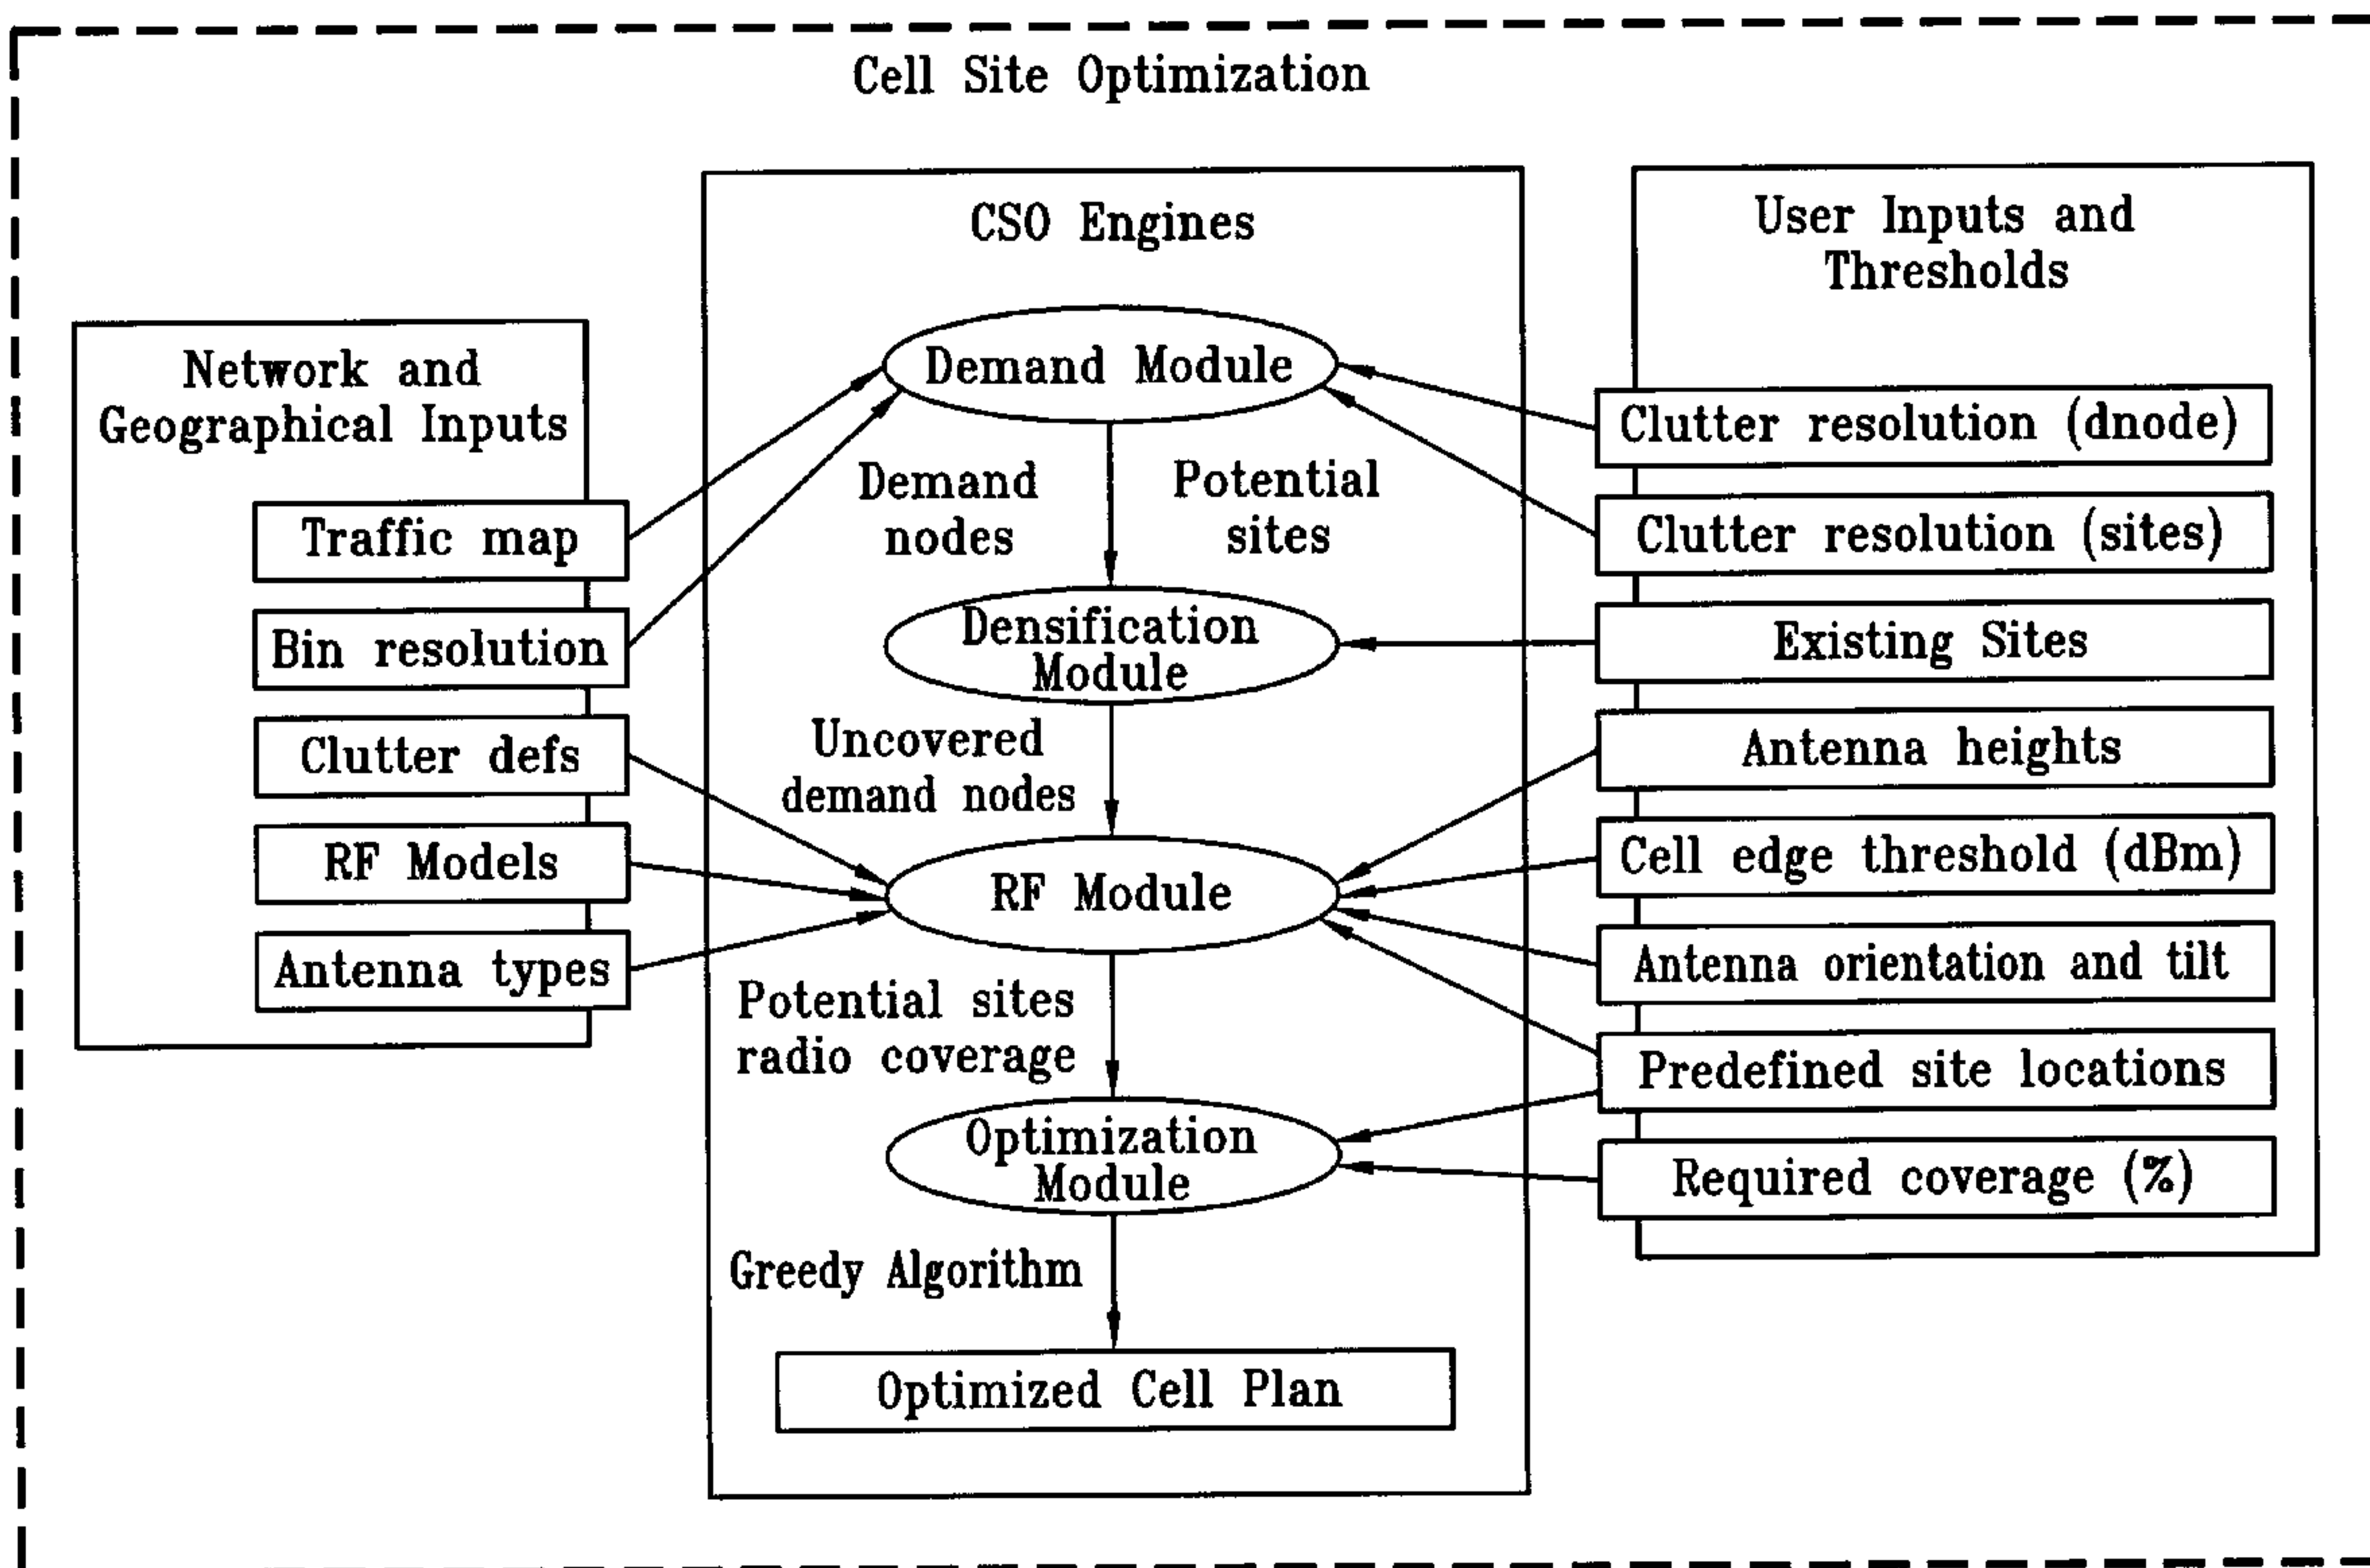 Cell Site Optimization
Network and
Geographical Inputs
Traffic map
Bin resolution
Clutter defs
RF Models
Antenna types
CSO Engines
Demand Module
Demand
nodes
Potential
sites
Densification
Module
Uncovered
demand nodes
RF Module
Potential sites
radio coverage
Optimization
Module
Greedy Algorithm
Optimized Cell Plan
User Inputs and
Thresholds
Clutter resolution (dnode)
Clutter resolution (sites)
Existing Sites
Antenna heights
Cell edge threshold (dBm)
Antenna orientation and tilt
Predefined site locations
Required coverage (%)